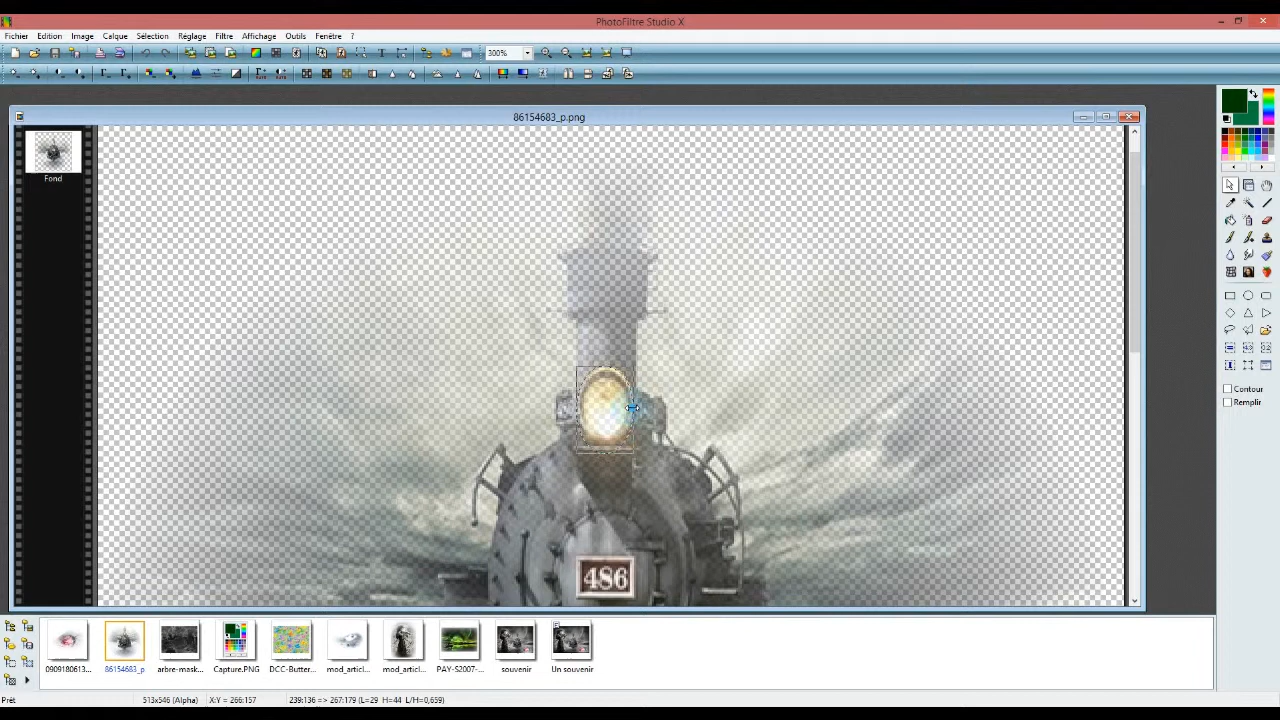 PhotoFiltre Studio X
Fichier Edition Image Calque Sélection Réglage Filtre Affichage Outils Fenêtre ?
300%
86154683_p.png
Fond
486
Contour
Remplir
0909180613... 86154683_p arbre-mask... Capture.PNG DCC-Butter... mod_articl... mod_articl... PAY-S2007-... souvenir Un souvenir
Prêt 513x546 (Alpha) X:Y = 266:157 239:136 => 267:179 (L=29 H=44 L/H=0,659)